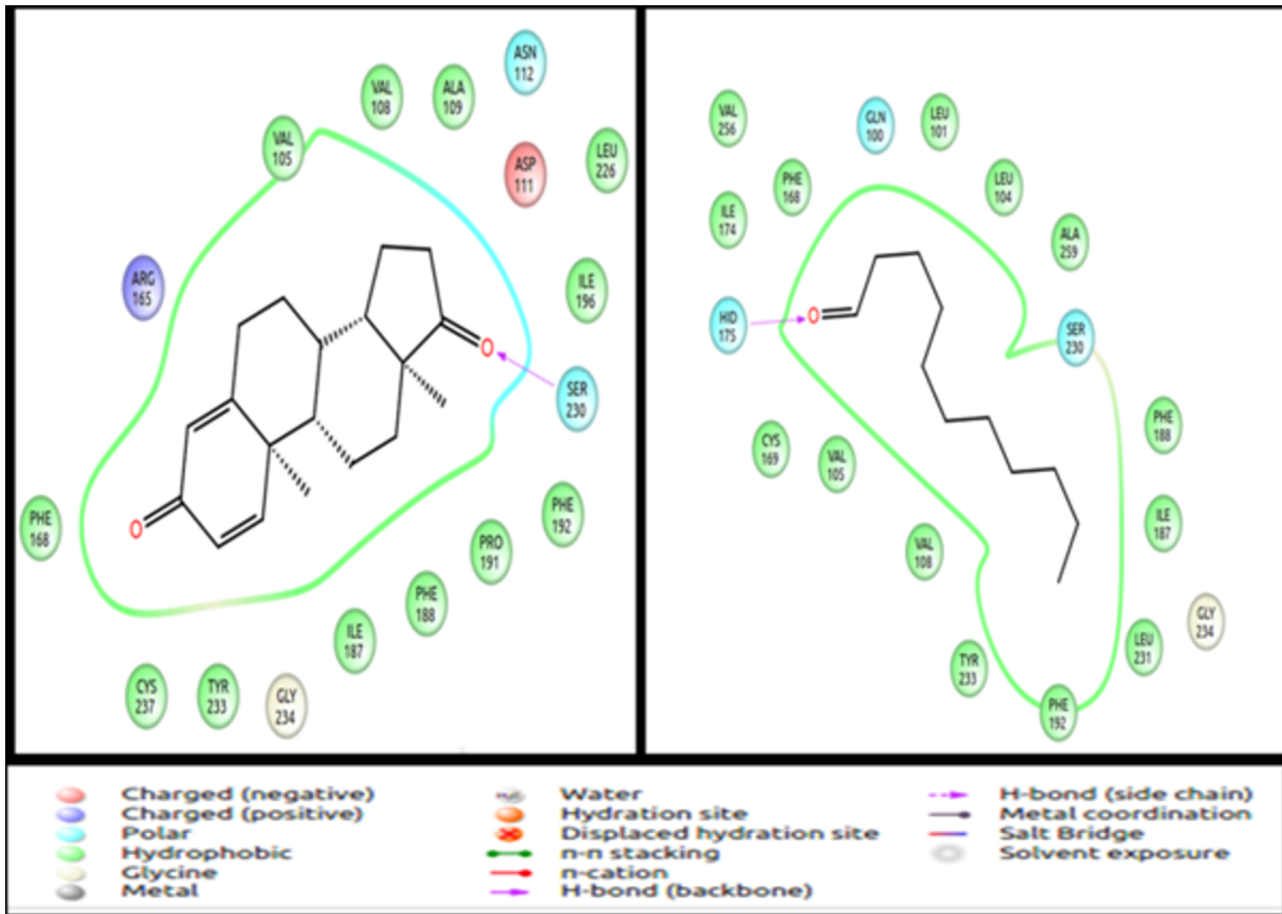 ASN
112
VAL
108
ALA
109
VAL
105
LEU
226
ASP
111
ARG
165
ILE
196
O
SER
230
PHE
168
O
PHE
192
PRO
191
PHE
188
ILE
187
CYS
237
TYR
233
GLY
234
VAL
256
GLN
100
LEU
101
PHE
168
LEU
104
ILE
174
ALA
259
HID
175
O
SER
230
PHE
188
CYS
169
VAL
105
ILE
187
VAL
108
GLY
234
LEU
231
TYR
233
PHE
192
Charged (negative)
Charged (positive)
Polar
Hydrophobic
Glycine
Metal
Water
Hydration site
Displaced hydration site
n-n stacking
n-cation
H-bond (backbone)
H-bond (side chain)
Metal coordination
Salt Bridge
Solvent exposure